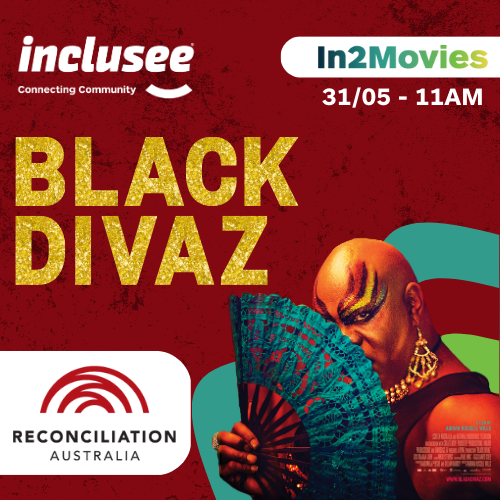 inclusee
Connecting Community
In2Movies
31/05 - 11AM
BLACK
DIVAZ
RECONCILIATION
AUSTRALIA